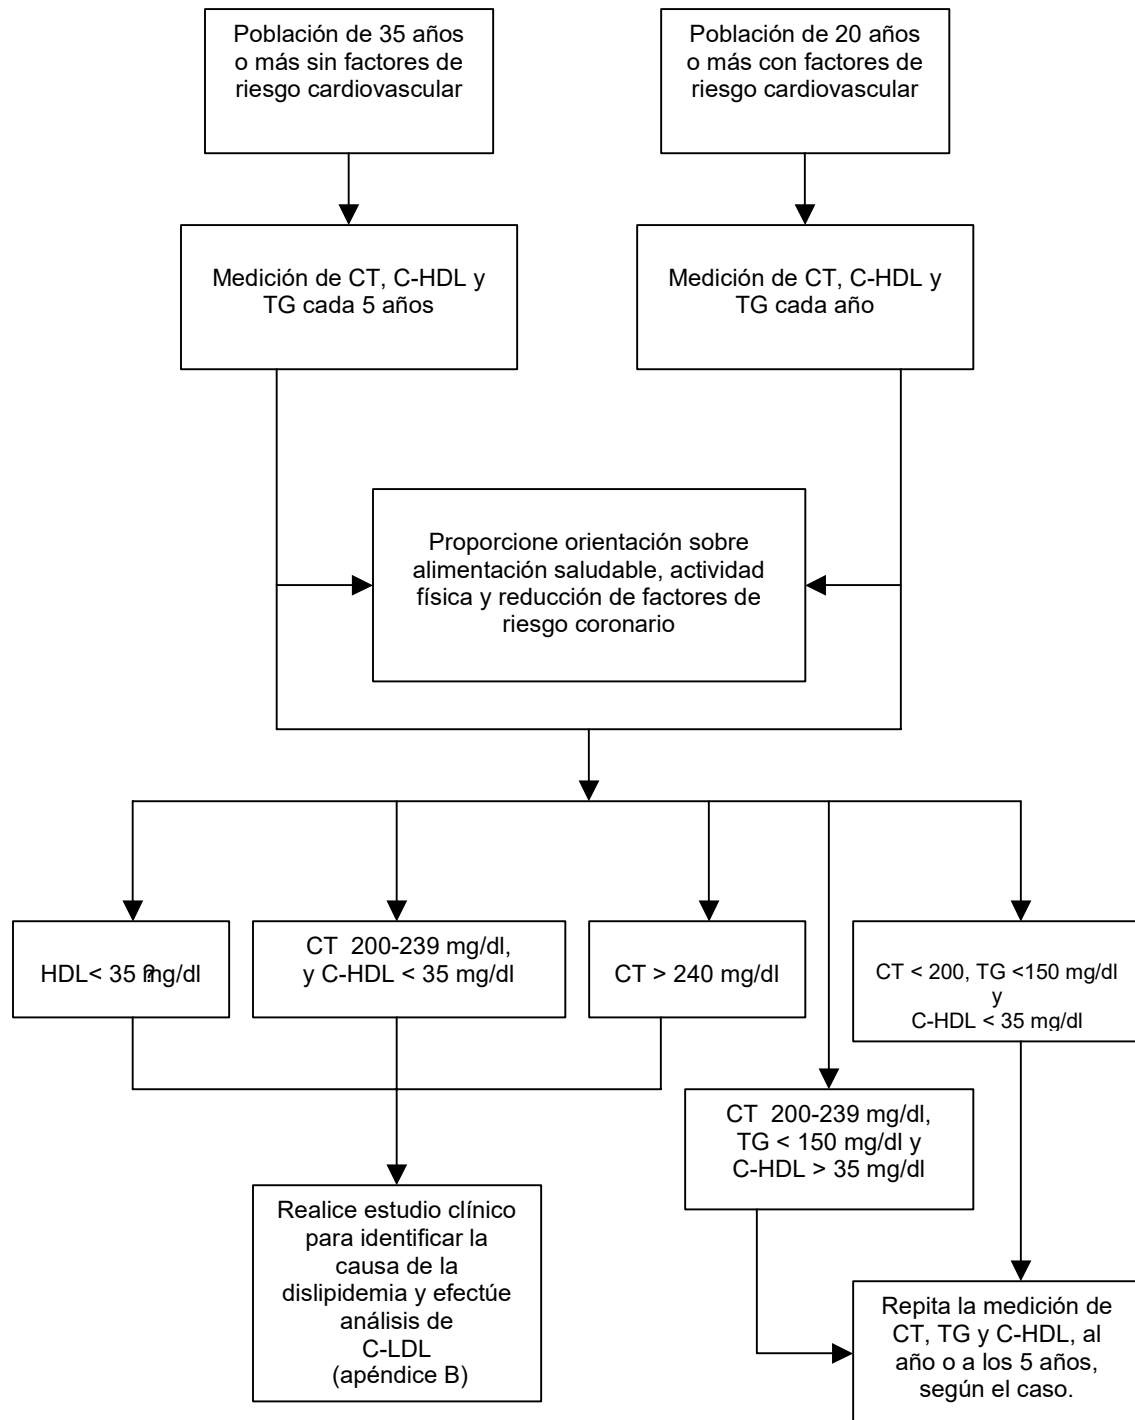 Población de 35 años
o más sin factores de
riesgo cardiovascular
Población de 20 años
o más con factores de
riesgo cardiovascular
Medición de CT, C-HDL y
TG cada 5 años
Medición de CT, C-HDL y
TG cada año
Proporcione orientación sobre
alimentación saludable, actividad
física y reducción de factores de
riesgo coronario
HDL< 35 mg/dl
CT 200-239 mg/dl,
y C-HDL < 35 mg/dl
CT > 240 mg/dl
CT < 200, TG <150 mg/dl
y
C-HDL < 35 mg/dl
CT 200-239 mg/dl,
TG < 150 mg/dl y
C-HDL > 35 mg/dl
Realice estudio clínico
para identificar la
causa de la
dislipidemia y efectúe
análisis de
C-LDL
(apéndice B)
Repita la medición de
CT, TG y C-HDL, al
año o a los 5 años,
según el caso.